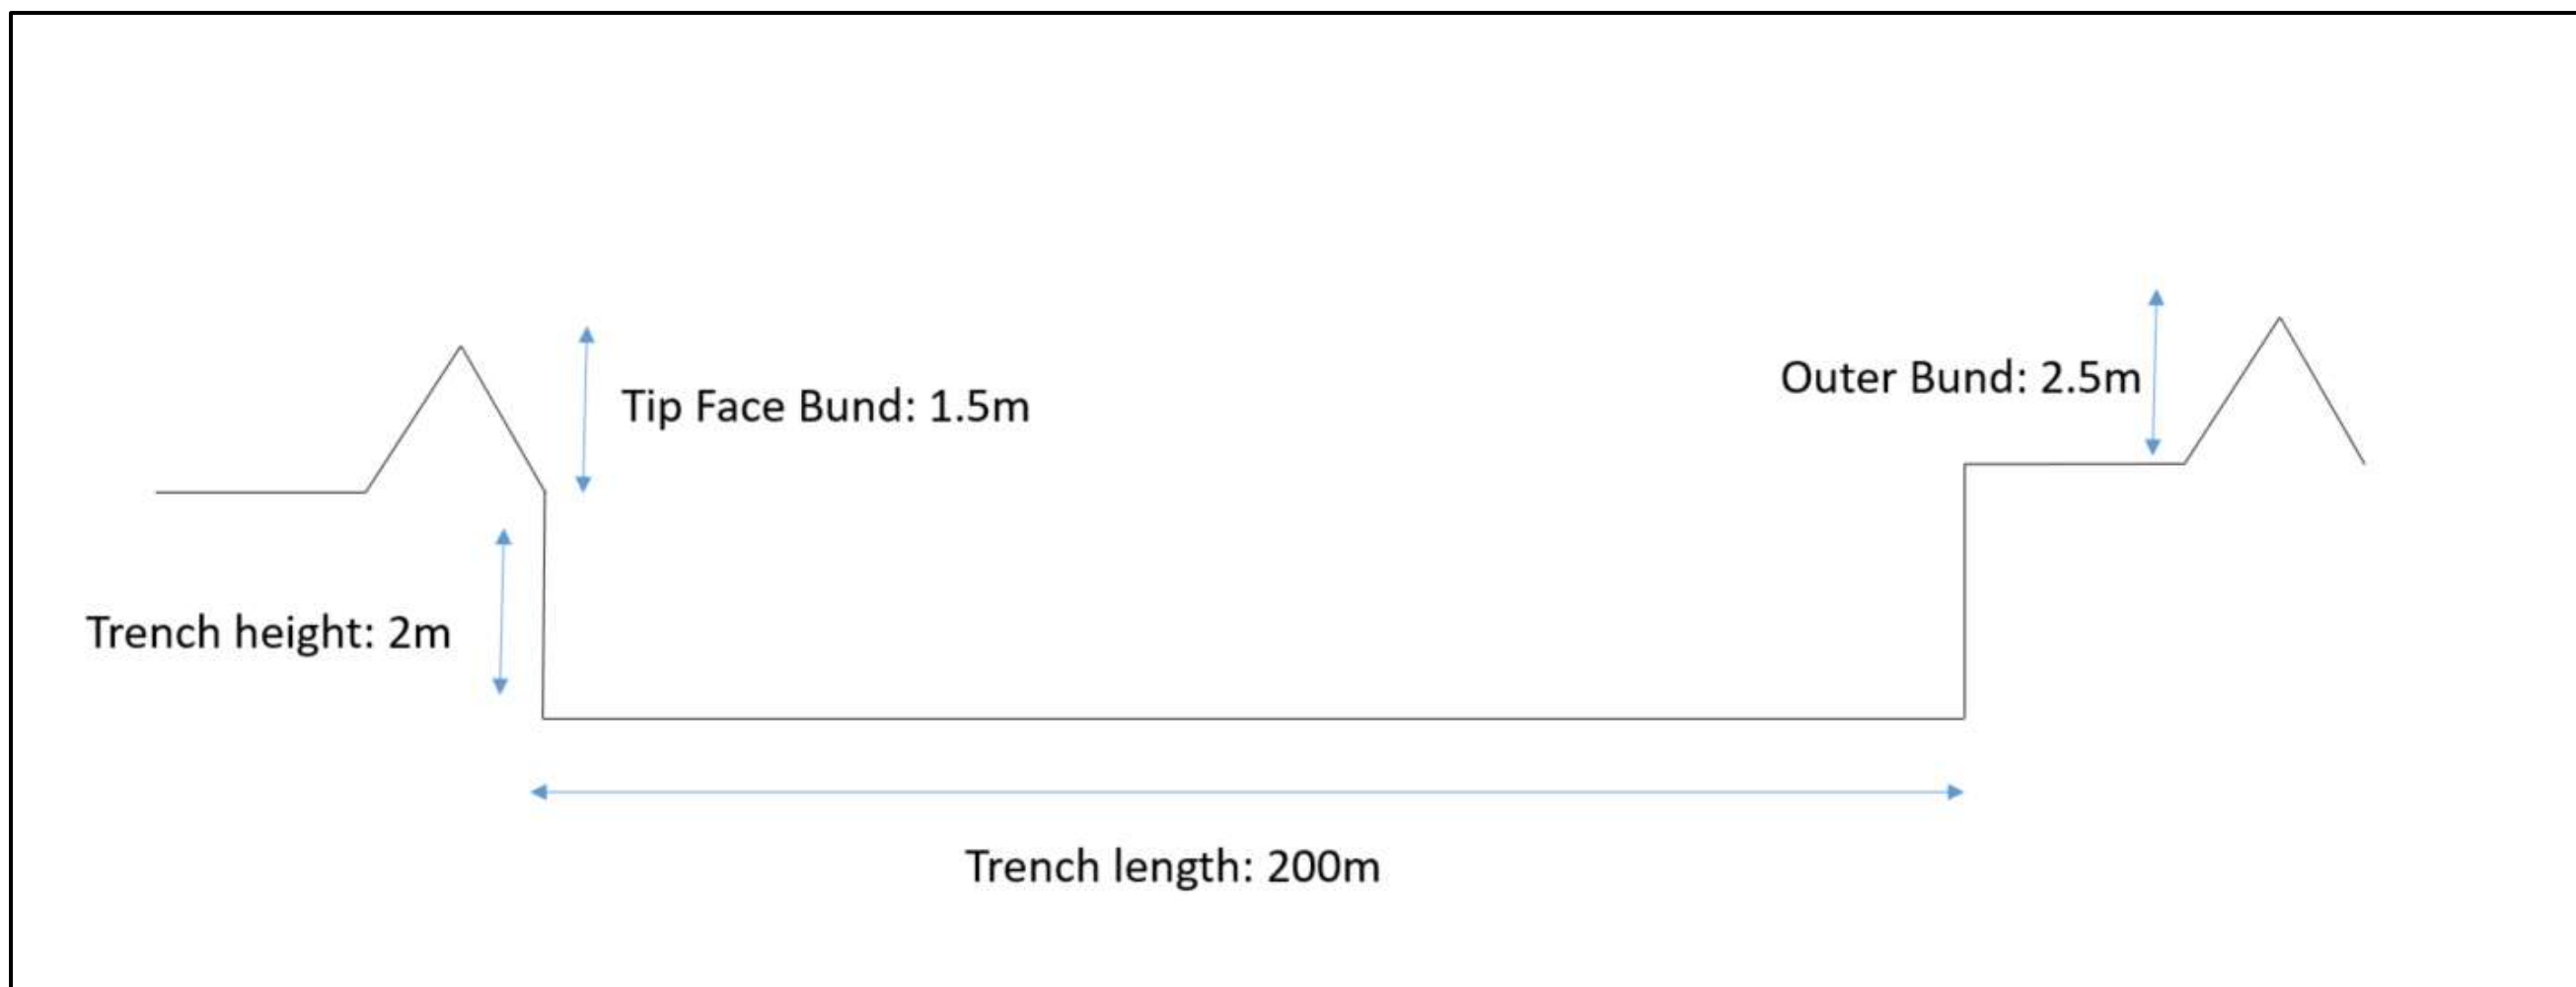 Outer Bund: 2.5m
Tip Face Bund: 1.5m
Trench height: 2m
Trench length: 200m